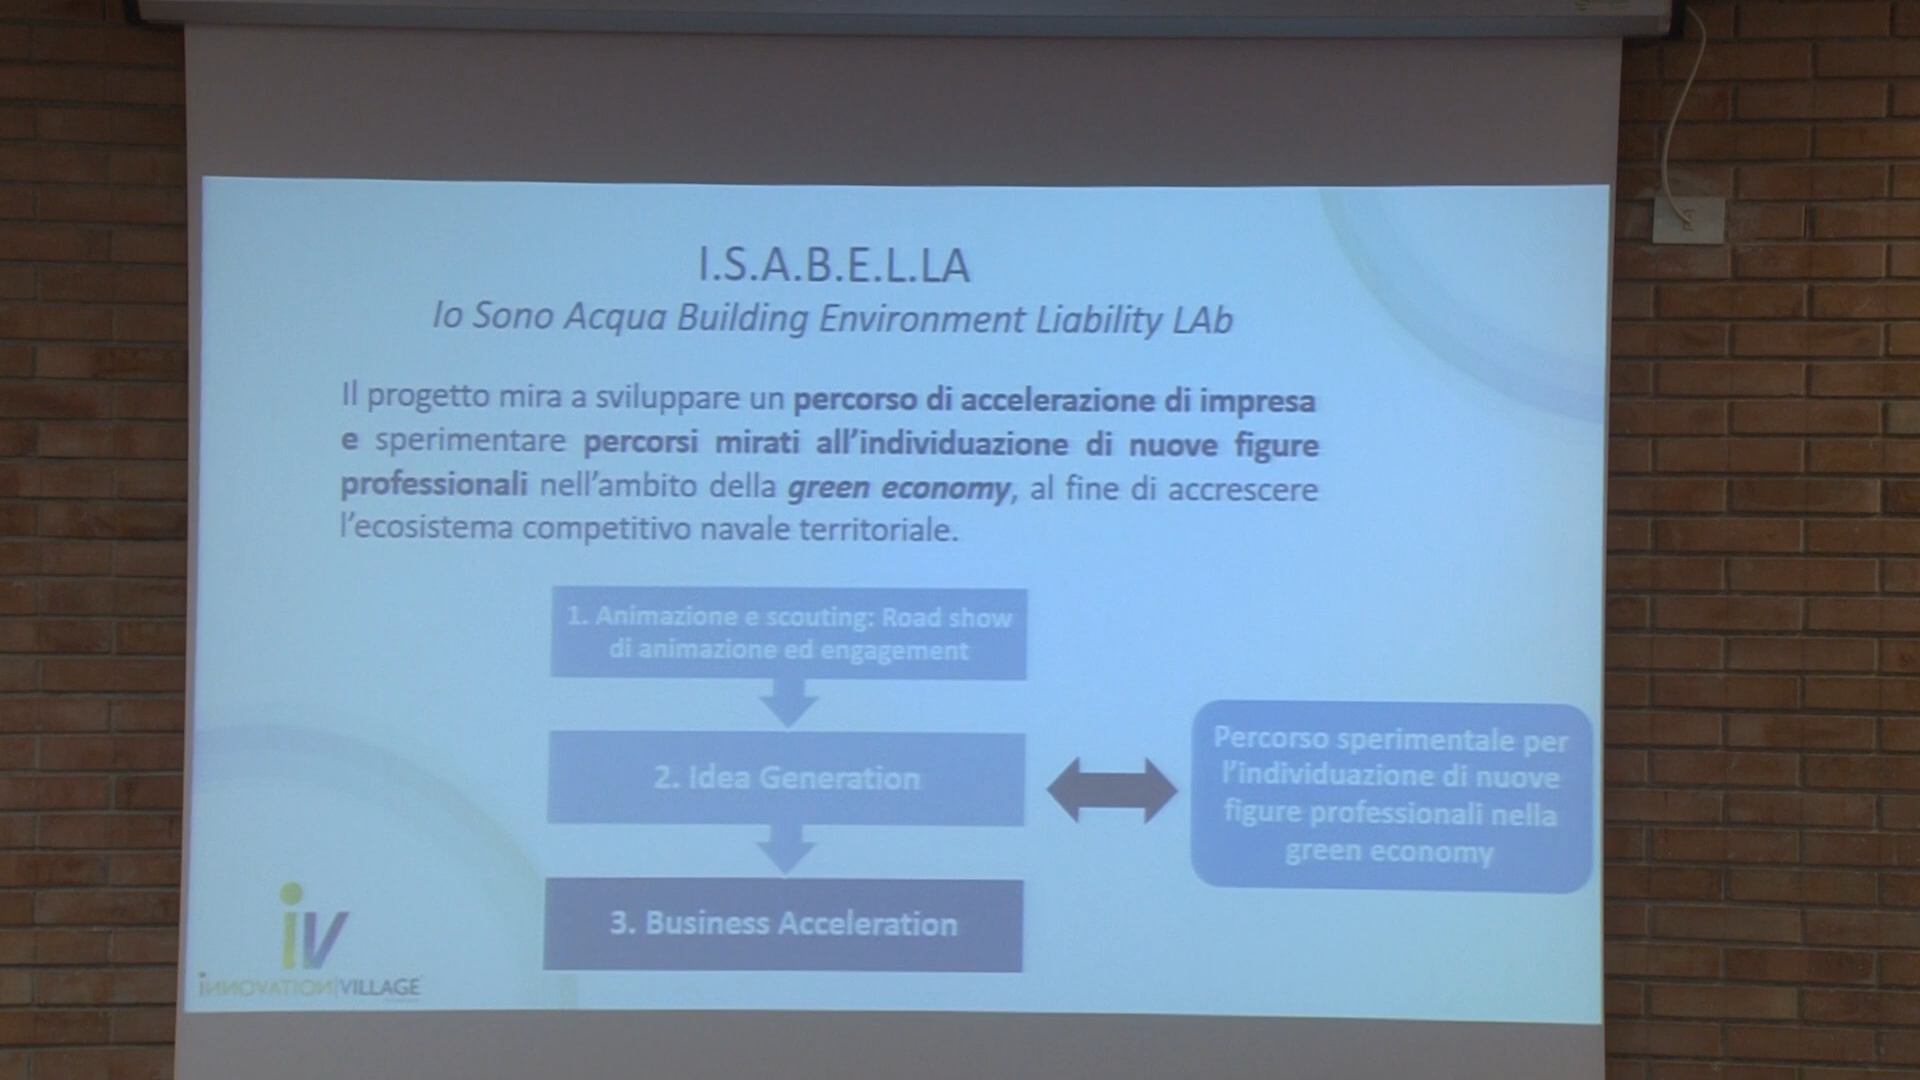 I.S.A.B.E.L.LA
Io Sono Acqua Building Environment Liability LAb
Il progetto mira a sviluppare un percorso di accelerazione di impresa
e sperimentare percorsi mirati all'individuazione di nuove figure
professionali nell'ambito della green economy, al fine di accrescere
l'ecosistema competitivo navale territoriale.
1. Animazione e scouting: Road show
di animazione ed engagement
2. Idea Generation
3. Business Acceleration
Percorso sperimentale per
l'individuazione di nuove
figure professionali nella
green economy
iv
INNOVATION|VILLAGE